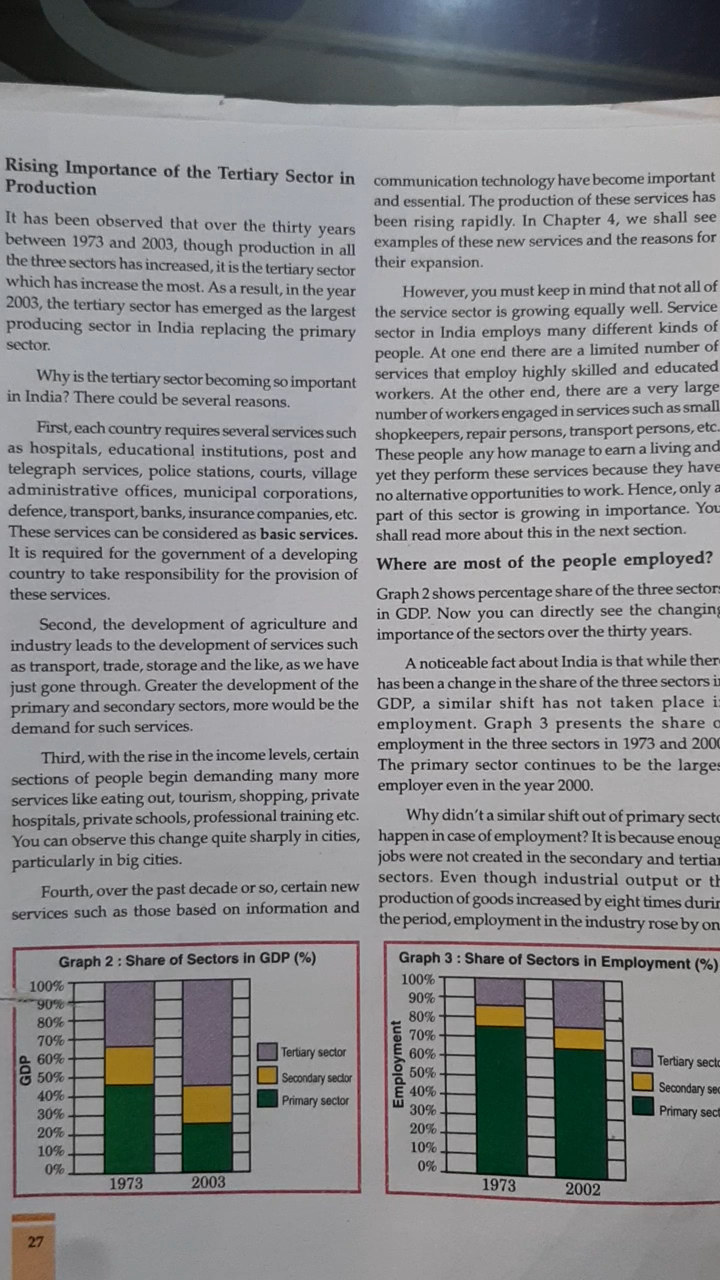 Rising Importance of the Tertiary Sector in
Production
It has been observed that over the thirty years
between 1973 and 2003, though production in all
the three sectors has increased, it is the tertiary sector
which has increase the most. As a result, in the year
2003, the tertiary sector has emerged as the largest
producing sector in India replacing the primary
sector.
Why is the tertiary sector becoming so important
in India? There could be several reasons.
First, each country requires several services such
as hospitals, educational institutions, post and
telegraph services, police stations, courts, village
administrative offices, municipal corporations,
defence, transport, banks, insurance companies, etc.
These services can be considered as basic services.
It is required for the government of a developing
country to take responsibility for the provision of
these services.
Second, the development of agriculture and
industry leads to the development of services such
as transport, trade, storage and the like, as we have
just gone through. Greater the development of the
primary and secondary sectors, more would be the
demand for such services.
Third, with the rise in the income levels, certain
sections of people begin demanding many more
services like eating out, tourism, shopping, private
hospitals, private schools, professional training etc.
You can observe this change quite sharply in cities,
particularly in big cities.
Fourth, over the past decade or so, certain new
services such as those based on information and
communication technology have become important
and essential. The production of these services has
been rising rapidly. In Chapter 4, we shall see
examples of these new services and the reasons for
their expansion.
However, you must keep in mind that not all of
the service sector is growing equally well. Service
sector in India employs many different kinds of
people. At one end there are a limited number of
services that employ highly skilled and educated
workers. At the other end, there are a very large
number of workers engaged in services such as small
shopkeepers, repair persons, transport persons, etc.
These people any how manage to earn a living and
yet they perform these services because they have
no alternative opportunities to work. Hence, only a
part of this sector is growing in importance. You
shall read more about this in the next section.
Where are most of the people employed?
Graph 2 shows percentage share of the three sectors
in GDP. Now you can directly see the changing
importance of the sectors over the thirty years.
A noticeable fact about India is that while there
has been a change in the share of the three sectors in
GDP, a similar shift has not taken place i
employment. Graph 3 presents the share o
employment in the three sectors in 1973 and 200
The primary sector continues to be the larges
employer even in the year 2000.
Why didn't a similar shift out of primary secto
happen in case of employment? It is because enoug
jobs were not created in the secondary and tertiar
sectors. Even though industrial output or th
production of goods increased by eight times durin
the period, employment in the industry rose by on
Graph 2 : Share of Sectors in GDP (%)
100%
90%
80%
70%
60%
50%
40%
30%
20%
10%
0%
GDP
1973 2003
Tertiary sector
Secondary sector
Primary sector
Graph 3 : Share of Sectors in Employment (%)
100%
90%
80%
70%
60%
50%
40%
30%
20%
10%
0%
Employment
1973 2002
Tertiary secto
Secondary sec
Primary sect
27